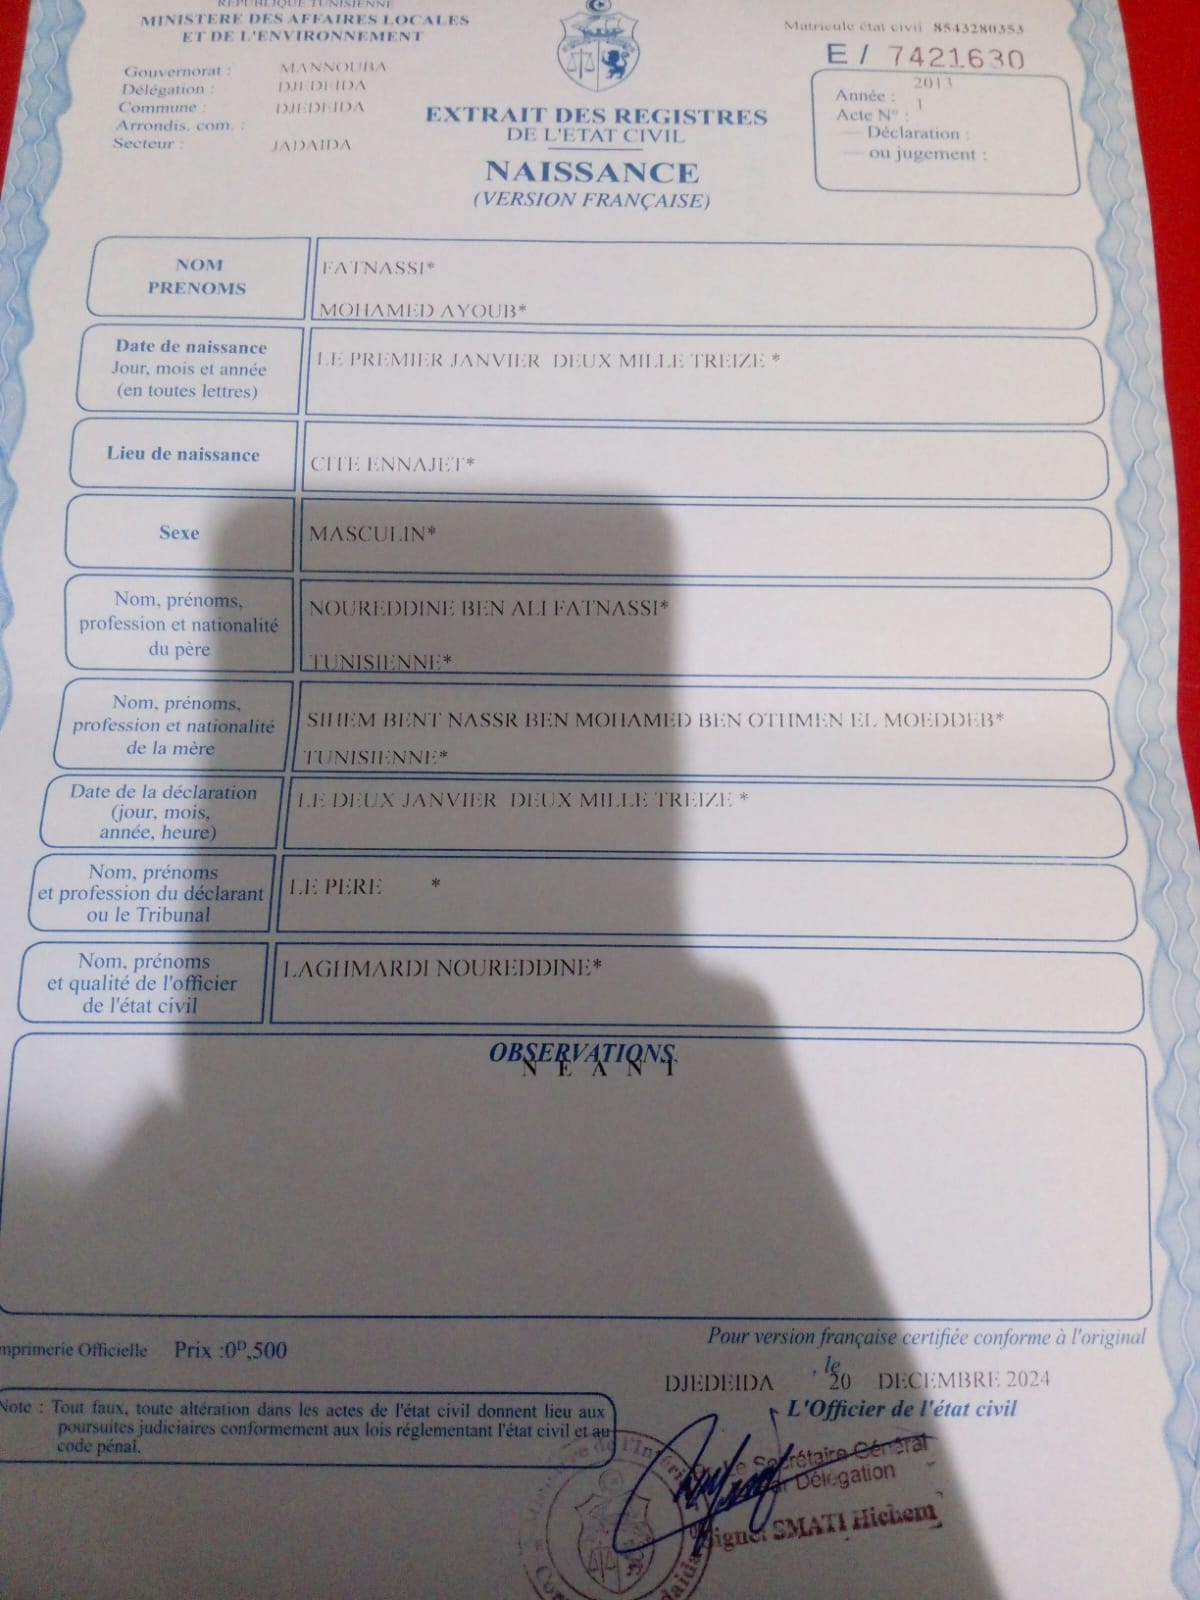 REPUBLIQUE TUNISIENNE
MINISTERE DES AFFAIRES LOCALES
ET DE L'ENVIRONNEMENT
Gouvernorat : MANNOUBA
Délégation : DJEDEIDA
Commune : DJEDEIDA
Arrondis. com. :
Secteur : JADAIDA
EXTRAIT DES REGISTRES
DE L'ETAT CIVIL
NAISSANCE
(VERSION FRANÇAISE)
Matricule état civil 8543280353
E / 7421630
Année : 2013
Acte N° : 1
— Déclaration :
— ou jugement :
NOM
PRENOMS
FATNASSI*
MOHAMED AYOUB*
Date de naissance
Jour, mois et année
(en toutes lettres)
LE PREMIER JANVIER DEUX MILLE TREIZE *
Lieu de naissance
CITE ENNAJET*
Sexe
MASCULIN*
Nom, prénoms,
profession et nationalité
du père
NOUREDDINE BEN ALI FATNASSI*
TUNISIENNE*
Nom, prénoms,
profession et nationalité
de la mère
SIHEM BENT NASSR BEN MOHAMED BEN OTHMEN EL MOEDDEB*
TUNISIENNE*
Date de la déclaration
(jour, mois,
année, heure)
LE DEUX JANVIER DEUX MILLE TREIZE *
Nom, prénoms
et profession du déclarant
ou le Tribunal
LE PERE *
Nom, prénoms
et qualité de l'officier
de l'état civil
LAGHMARDI NOUREDDINE*
OBSERVATIONS
N E A N T
Pour version française certifiée conforme à l'original
mprimerie Officielle Prix :0D,500
DJEDEIDA , le 20 DECEMBRE 2024
L'Officier de l'état civil
Note : Tout faux, toute altération dans les actes de l'état civil donnent lieu aux
poursuites judiciaires conformement aux lois réglementant l'état civil et au
code pénal.
Le Secrétaire Général
Délégation
Signe: SMATI Hichem